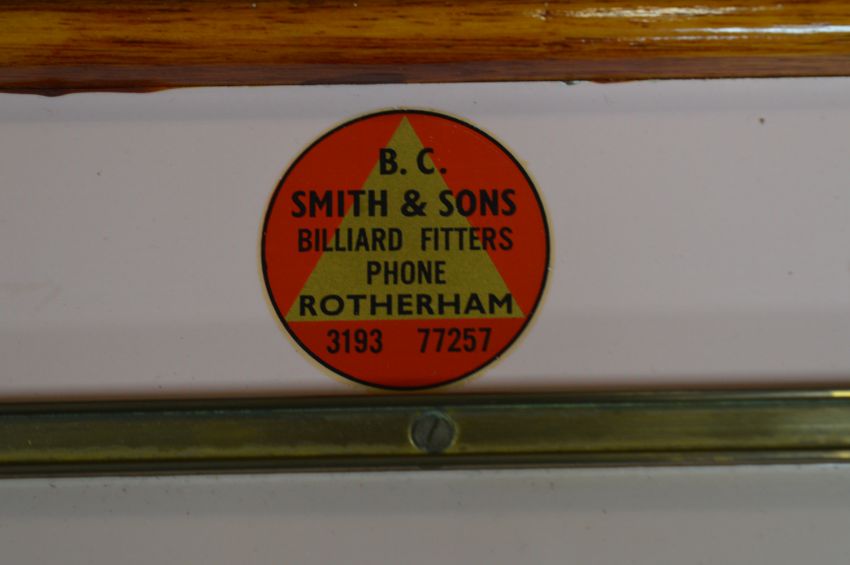 B. C.
SMITH & SONS
BILLIARD FITTERS
PHONE
ROTHERHAM
3193 77257